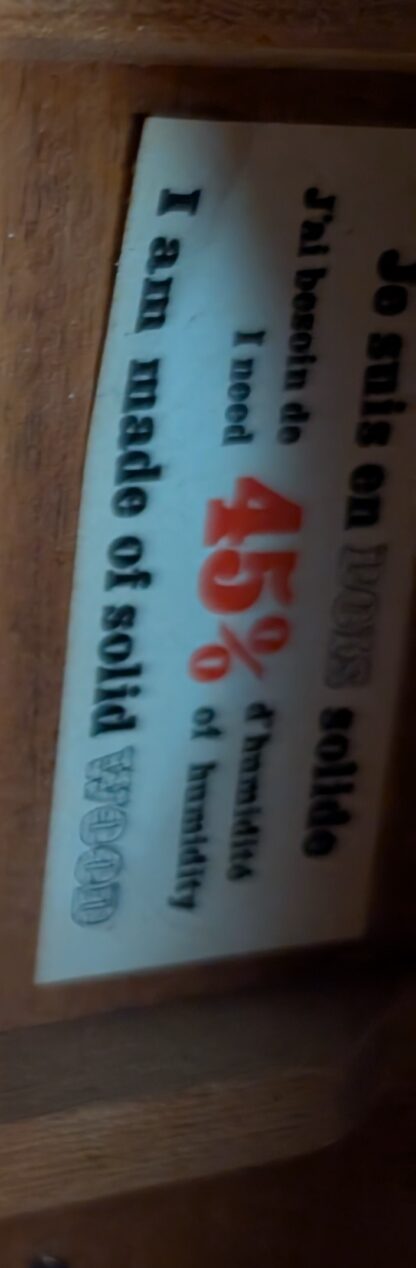 Je suis en BOIS solide
J'ai besoin de
d'humidité
45%
I need
of humidity
I am made of solid WOOD